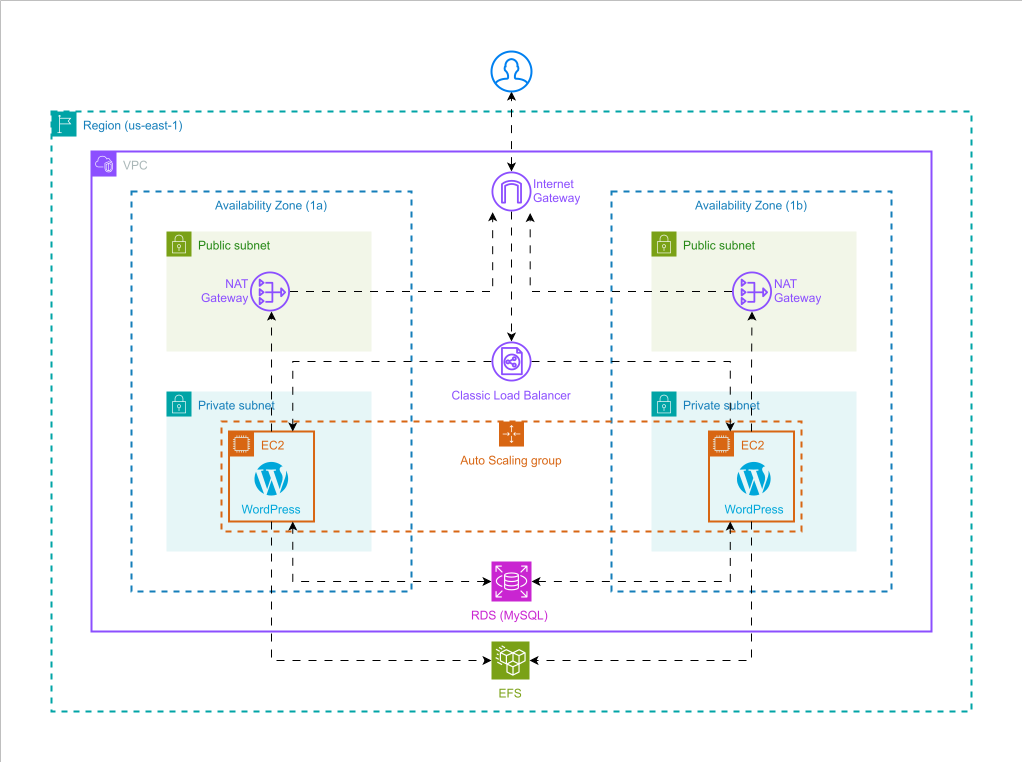 Region (us-east-1)
VPC
Internet
Gateway
Availability Zone (1a)
Availability Zone (1b)
Public subnet
Public subnet
NAT
Gateway
NAT
Gateway
Classic Load Balancer
Private subnet
Private subnet
EC2
EC2
Auto Scaling group
WordPress
WordPress
RDS (MySQL)
EFS